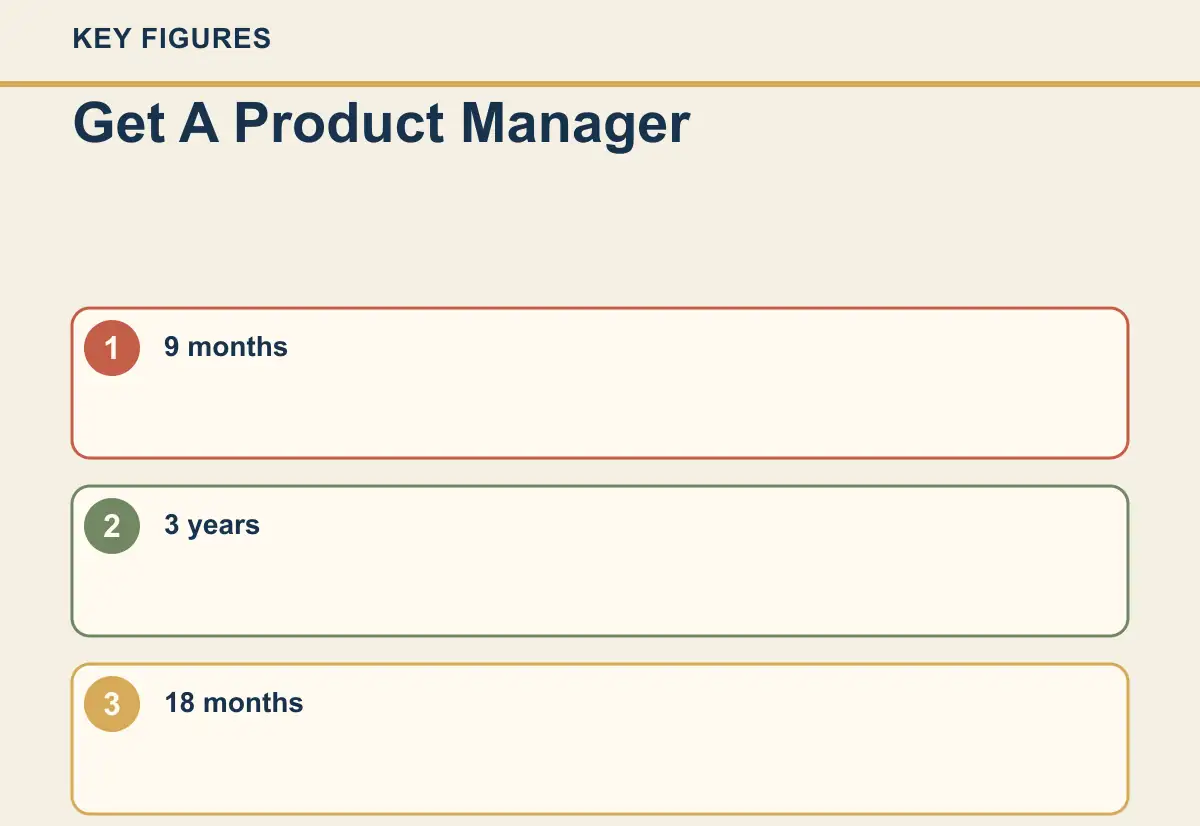 KEY FIGURES
Get A Product Manager
1
9 months
2
3 years
3
18 months